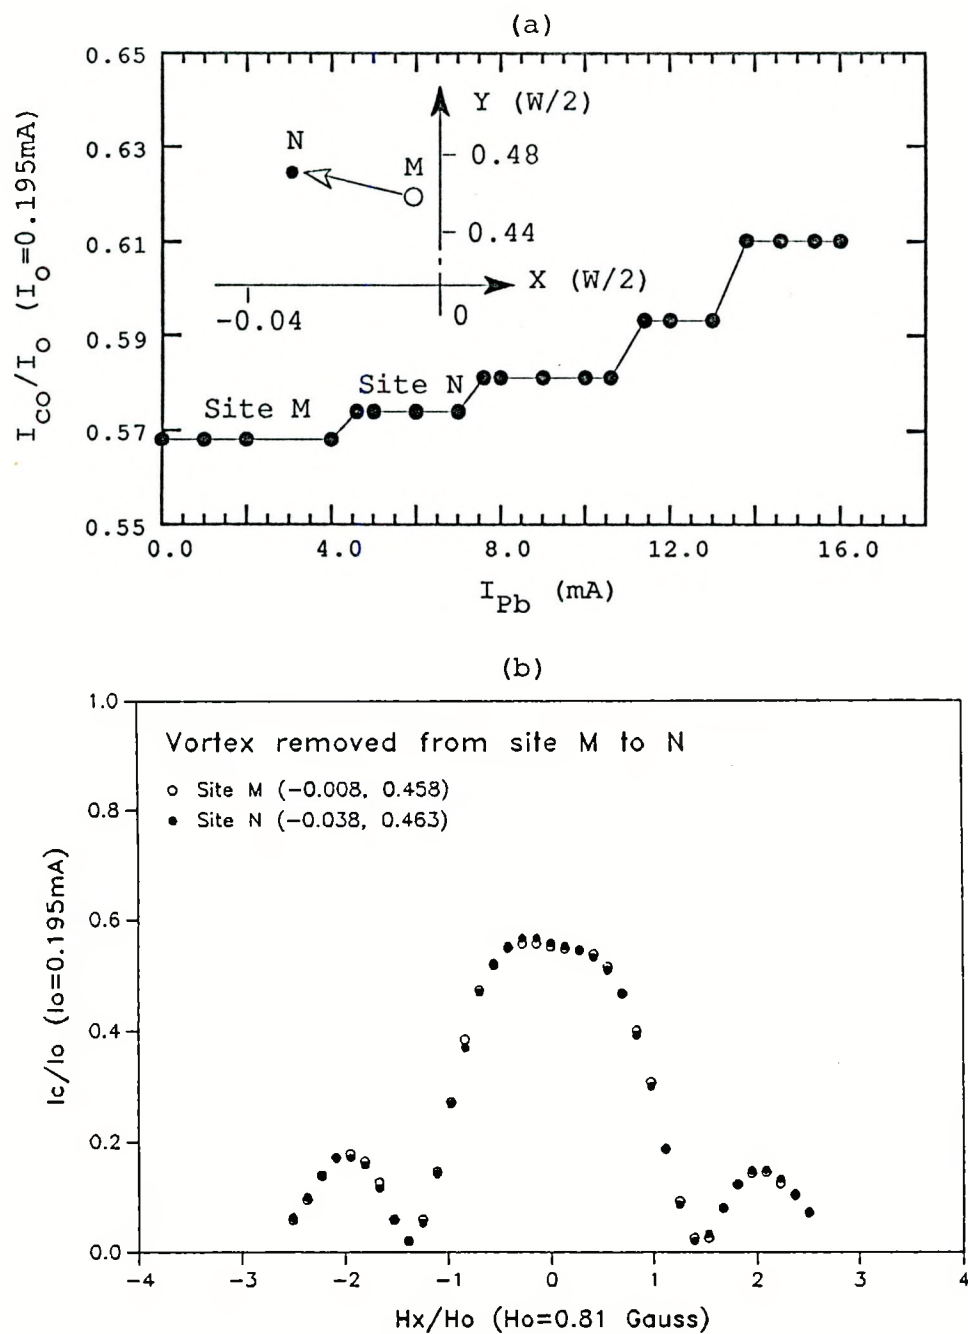 (a)
0.65
0.63
0.61
0.59
0.57
0.55
I_co/I_o (I_o=0.195mA)
Y (W/2)
N
M
0.48
0.44
X (W/2)
-0.04
0
Site M
Site N
0.0
4.0
8.0
12.0
16.0
I_Pb (mA)
(b)
1.0
0.8
0.6
0.4
0.2
0.0
Ic/Io (Io=0.195mA)
Vortex removed from site M to N
Site M (-0.008, 0.458)
Site N (-0.038, 0.463)
-4
-3
-2
-1
0
1
2
3
4
Hx/Ho (Ho=0.81 Gauss)